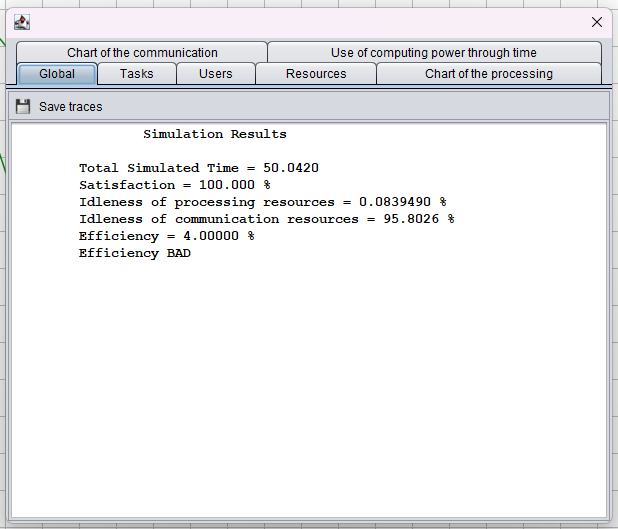 Chart of the communication
Use of computing power through time
Global
Tasks
Users
Resources
Chart of the processing
Save traces
Simulation Results
Total Simulated Time = 50.0420
Satisfaction = 100.000 %
Idleness of processing resources = 0.0839490 %
Idleness of communication resources = 95.8026 %
Efficiency = 4.00000 %
Efficiency BAD